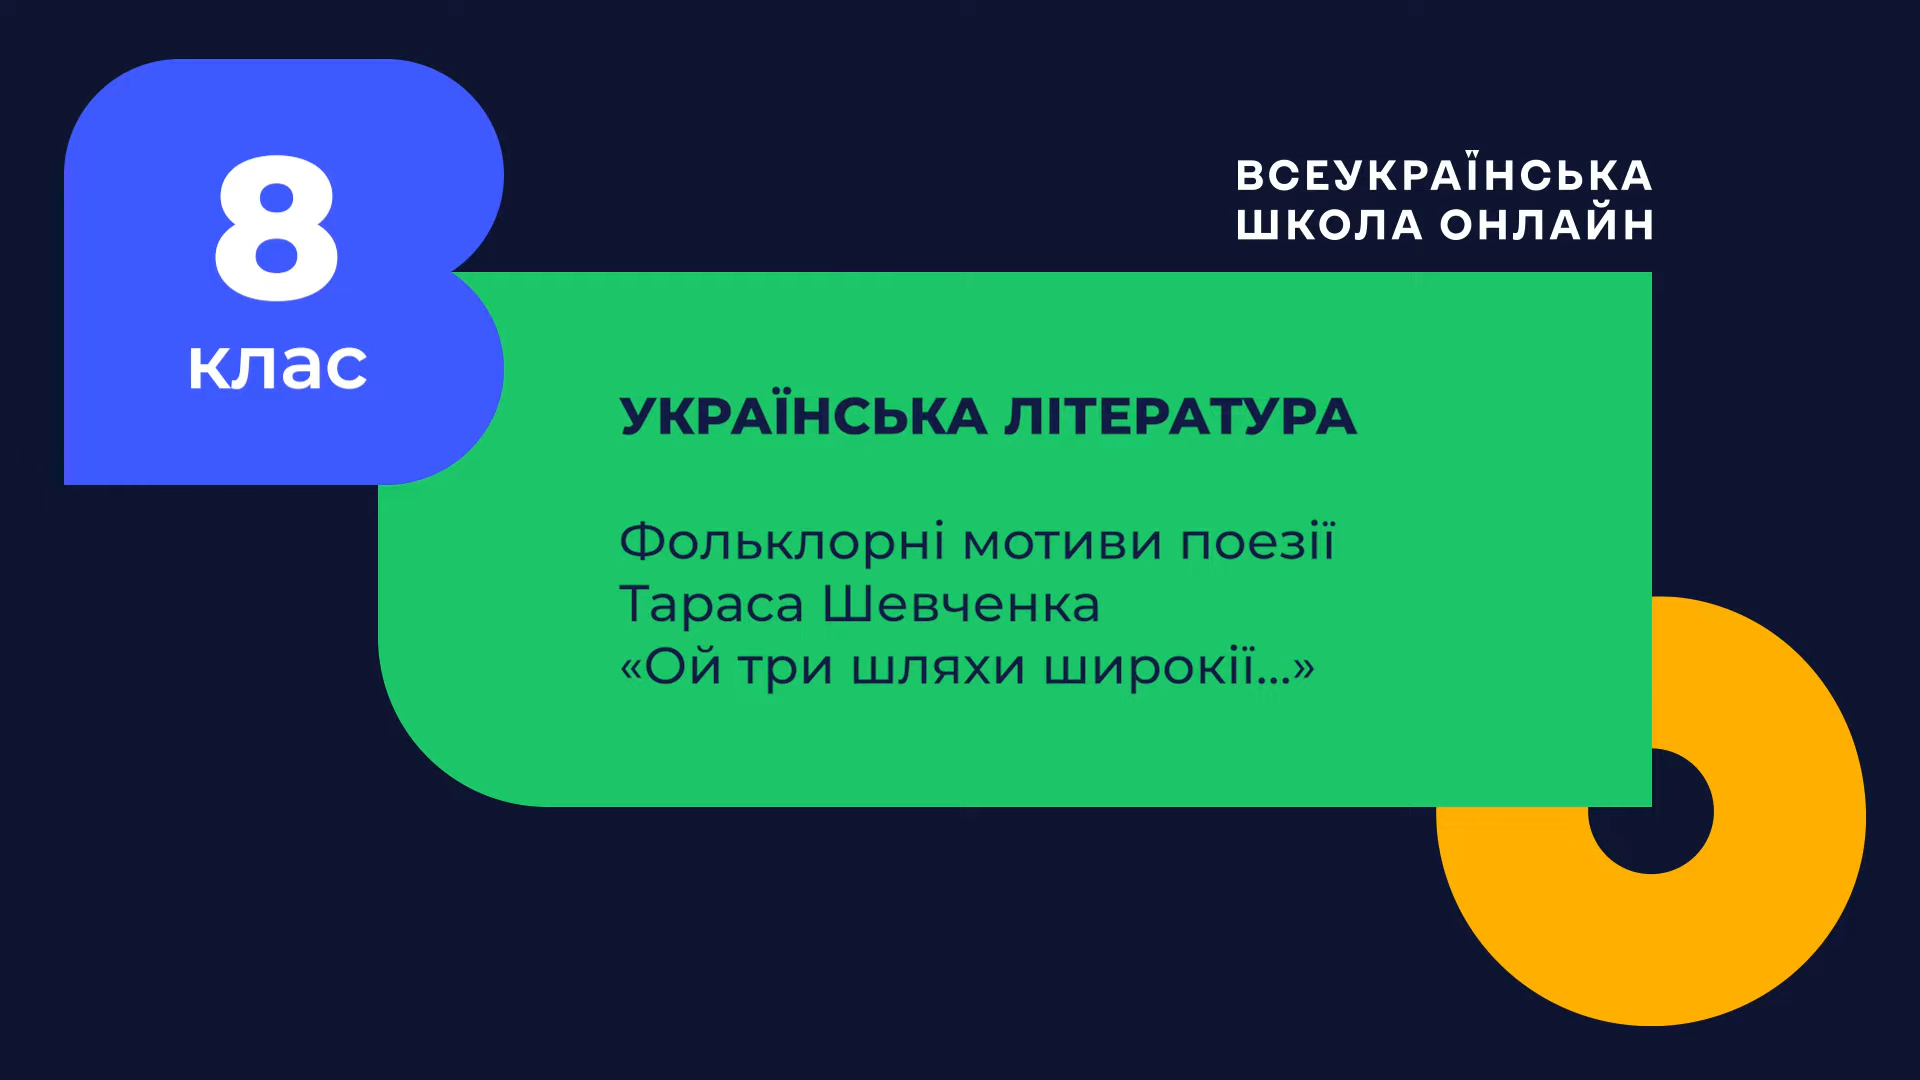 8
клас
ВСЕУКРАЇНСЬКА
ШКОЛА ОНЛАЙН
УКРАЇНСЬКА ЛІТЕРАТУРА
Фольклорні мотиви поезії
Тараса Шевченка
«Ой три шляхи широкії...»